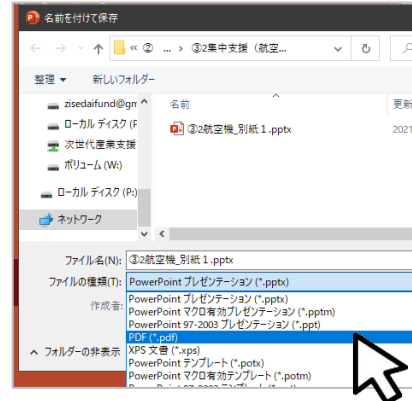 名前を付けて保存
« ② ... › ③2集中支援（航空...
整理 ▼ 新しいフォルダー
zisedaifund@gm
名前
更新
ローカル ディスク (F
③2航空機_別紙１.pptx
2021
次世代産業支援
ボリューム (W:)
ローカル ディスク (P:)
ネットワーク
ファイル名(N):
③2航空機_別紙１.pptx
ファイルの種類(T):
PowerPoint プレゼンテーション (*.pptx)
作成者:
PowerPoint プレゼンテーション (*.pptx)
PowerPoint マクロ有効プレゼンテーション (*.pptm)
PowerPoint 97-2003 プレゼンテーション (*.ppt)
PDF (*.pdf)
フォルダーの非表示
XPS 文書 (*.xps)
PowerPoint テンプレート (*.potx)
PowerPoint マクロ有効テンプレート (*.potm)